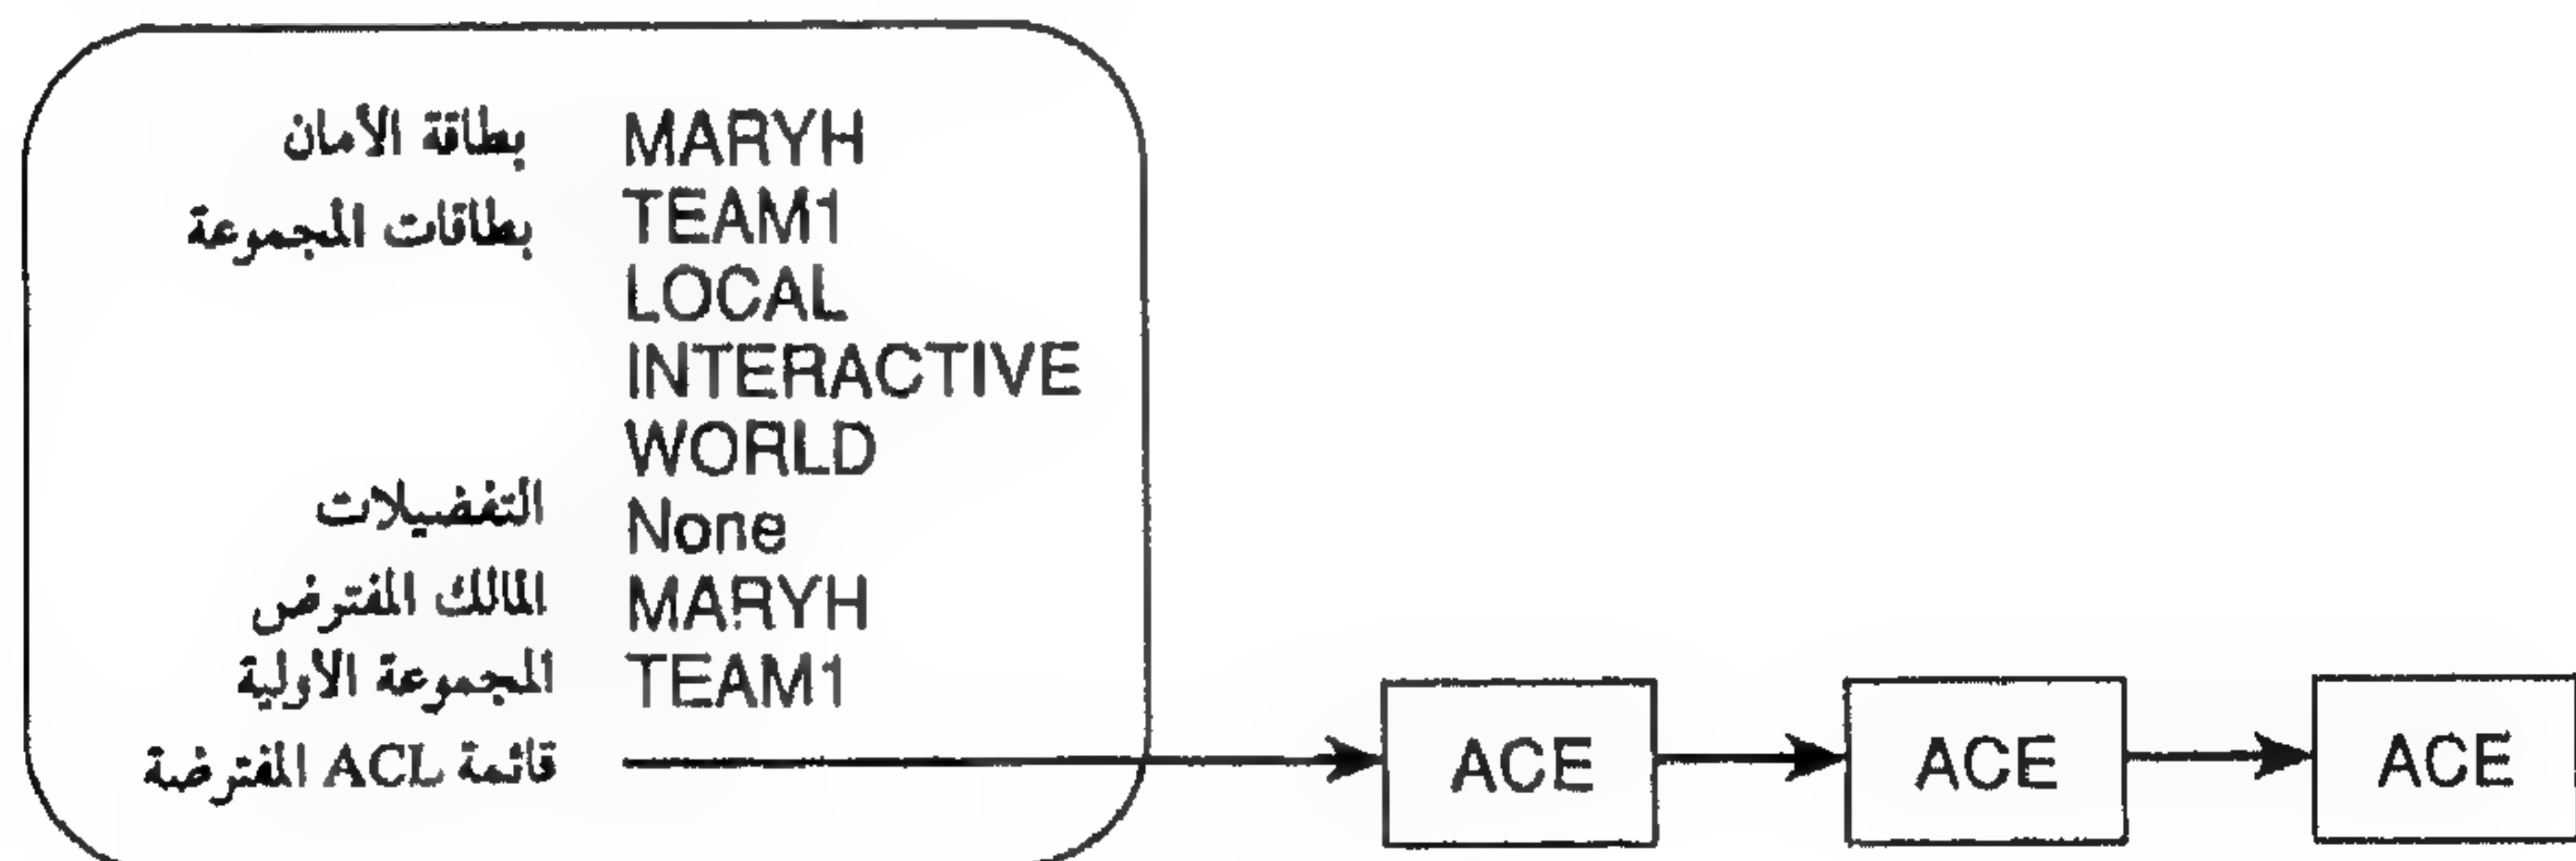 بطاقة الأمان MARYH
بطاقات المجموعة TEAM1
LOCAL
INTERACTIVE
WORLD
التفضيلات None
المالك المفترض MARYH
المجموعة الأولية TEAM1
قائمة ACL المفترضة
ACE ACE ACE